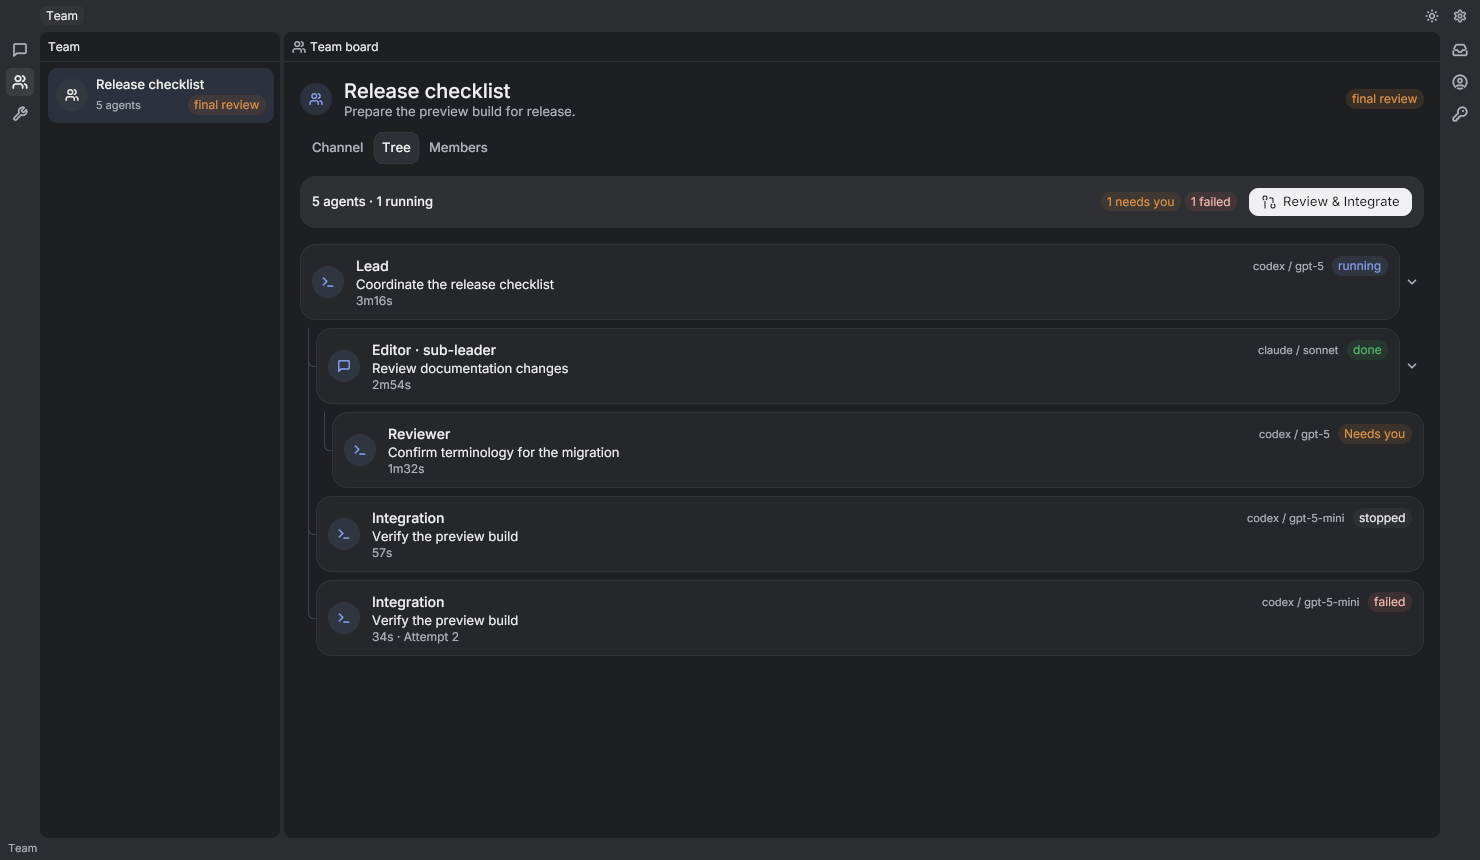 Team
Team
Release checklist
5 agents
final review
Team board
Release checklist
Prepare the preview build for release.
final review
Channel
Tree
Members
5 agents · 1 running
1 needs you
1 failed
Review & Integrate
Lead
Coordinate the release checklist
3m16s
codex / gpt-5
running
Editor · sub-leader
Review documentation changes
2m54s
claude / sonnet
done
Reviewer
Confirm terminology for the migration
1m32s
codex / gpt-5
Needs you
Integration
Verify the preview build
57s
codex / gpt-5-mini
stopped
Integration
Verify the preview build
34s · Attempt 2
codex / gpt-5-mini
failed
Team